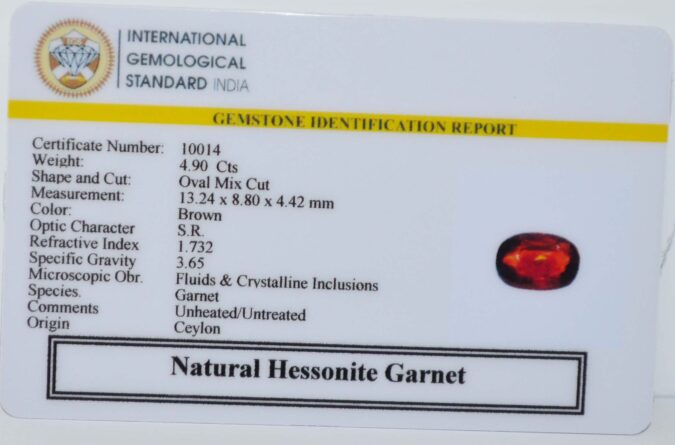 INTERNATIONAL
GEMOLOGICAL
STANDARD INDIA
GEMSTONE IDENTIFICATION REPORT
Certificate Number: 10014
Weight: 4.90 Cts
Shape and Cut: Oval Mix Cut
Measurement: 13.24 x 8.80 x 4.42 mm
Color: Brown
Optic Character S.R.
Refractive Index 1.732
Specific Gravity 3.65
Microscopic Obr. Fluids & Crystalline Inclusions
Species. Garnet
Comments Unheated/Untreated
Origin Ceylon
Natural Hessonite Garnet